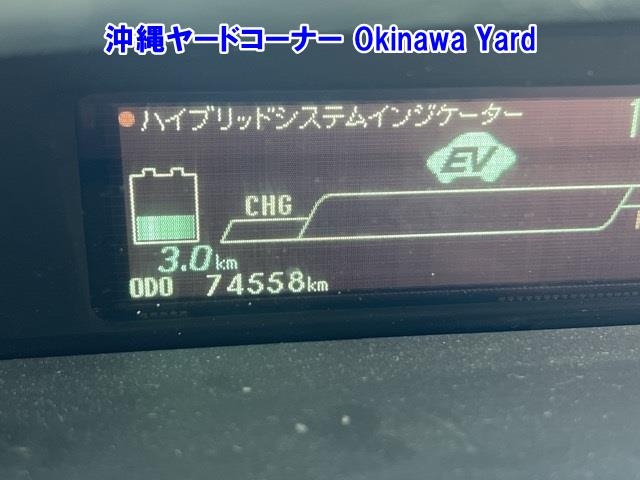 沖縄ヤードコーナー Okinawa Yard
ハイブリッドシステムインジケーター
EV
CHG
3.0km
ODO 74558km